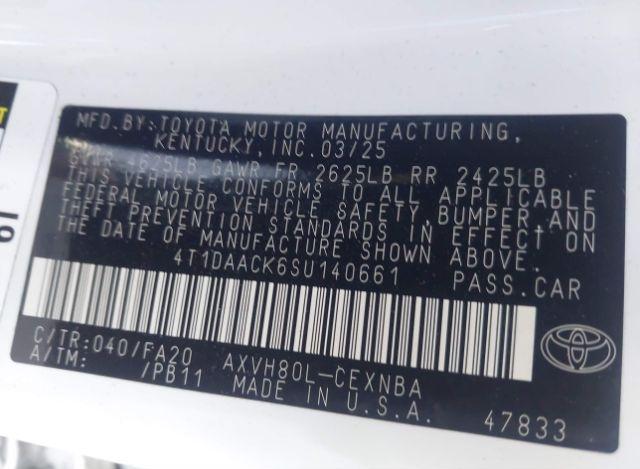 MFD.BY:TOYOTA MOTOR MANUFACTURING,
KENTUCKY,INC.03/25
GVWR 4625LB GAWR FR 2625LB RR 2425LB
THIS VEHICLE CONFORMS TO ALL APPLICABLE
FEDERAL MOTOR VEHICLE SAFETY,BUMPER,AND
THEFT PREVENTION STANDARDS IN EFFECT ON
THE DATE OF MANUFACTURE SHOWN ABOVE.
4T1DAACK6SU140661 PASS.CAR
C/TR:040/FA20 AXVH80L-CEXNBA
A/TM: /PB11 MADE IN U.S.A.
47833